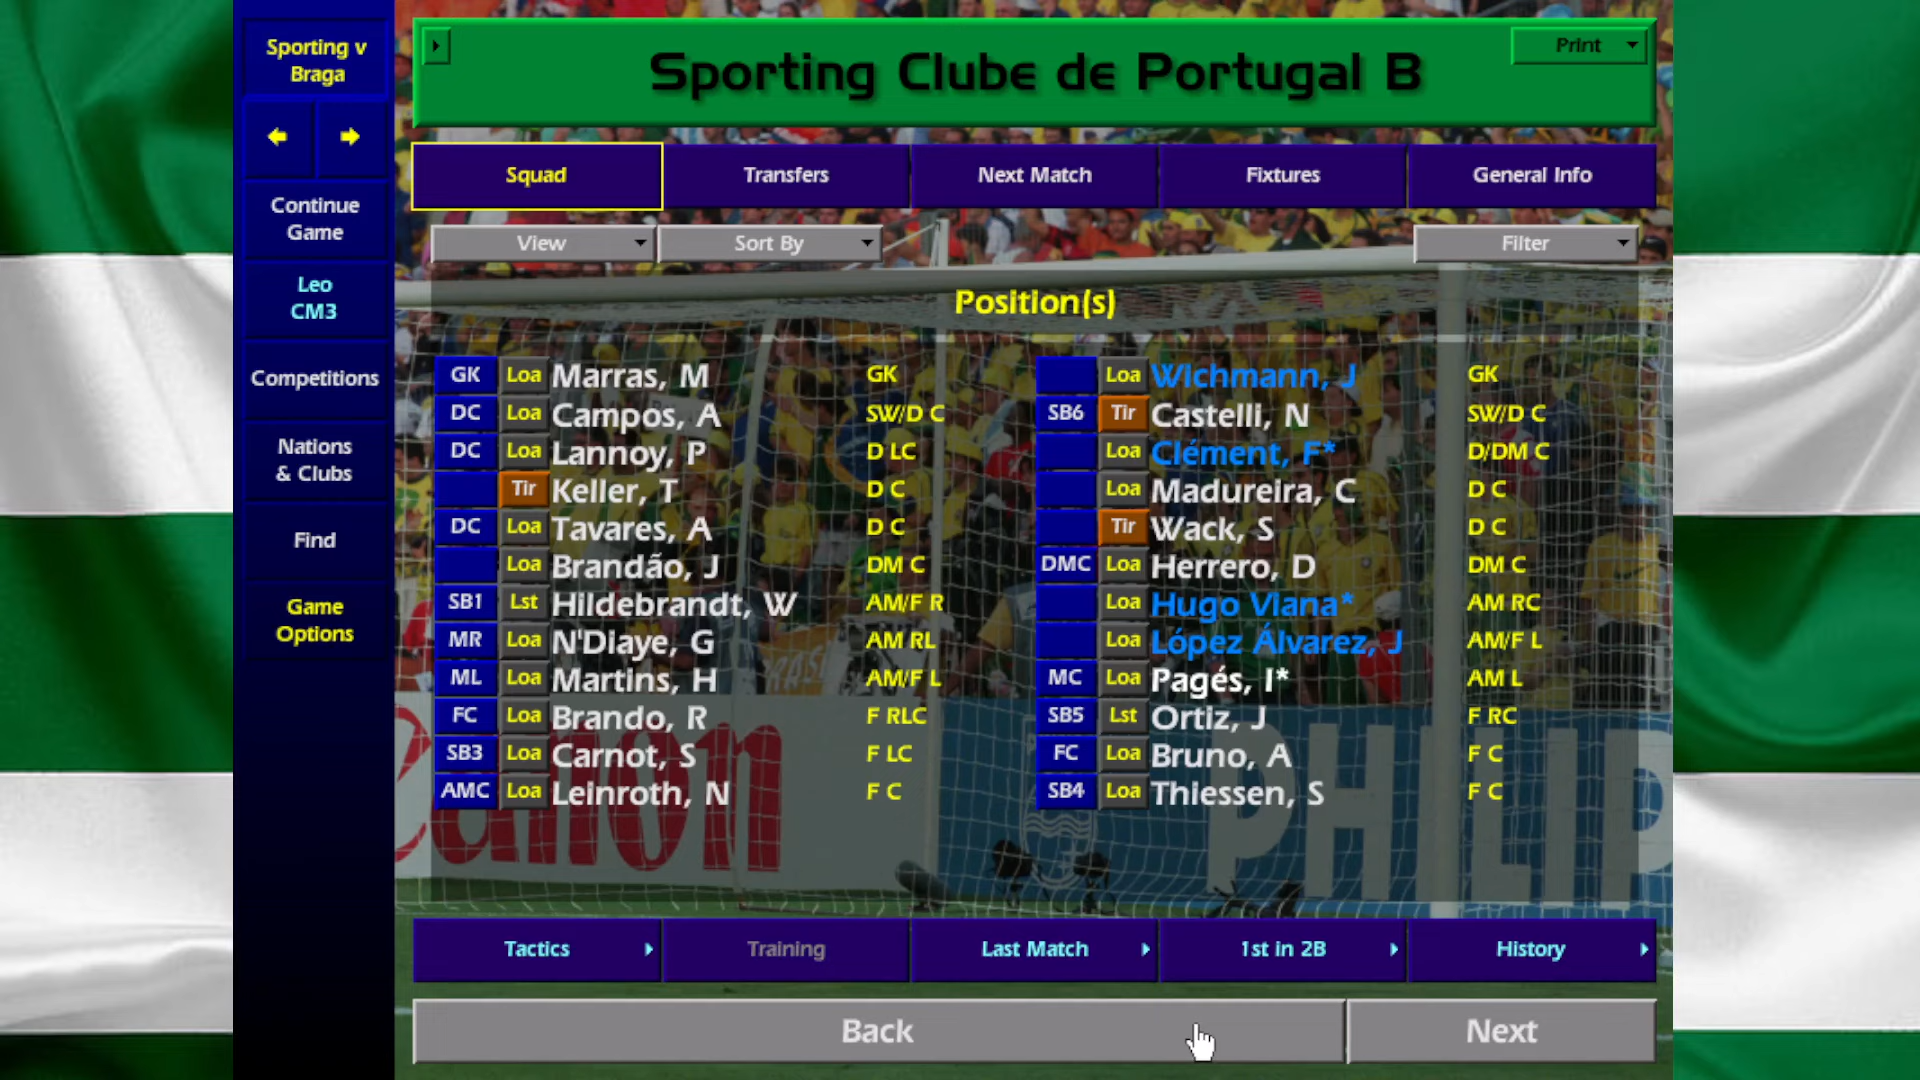 Sporting v
Braga
Continue
Game
Leo
CM3
Competitions
Nations
& Clubs
Find
Game
Options
Sporting Clube de Portugal B
Print
Squad
Transfers
Next Match
Fixtures
General Info
View
Sort By
Filter
Position(s)
GK Loa Marras, M GK
Loa Wichmann, J GK
DC Loa Campos, A SW/D C
SB6 Tir Castelli, N SW/D C
DC Loa Lannoy, P D LC
Loa Clément, F* D/DM C
Tir Keller, T D C
Loa Madureira, C D C
DC Loa Tavares, A D C
Tir Wack, S D C
Loa Brandão, J DM C
DMC Loa Herrero, D DM C
SB1 Lst Hildebrandt, W AM/F R
Loa Hugo Viana* AM RC
MR Loa N'Diaye, G AM RL
Loa López Álvarez, J AM/F L
ML Loa Martins, H AM/F L
MC Loa Pagés, I* AM L
FC Loa Brando, R F RLC
SB5 Lst Ortiz, J F RC
SB3 Loa Carnot, S F LC
FC Loa Bruno, A F C
AMC Loa Leinroth, N F C
SB4 Loa Thiessen, S F C
Canon
PHILIP
Tactics
Training
Last Match
1st in 2B
History
Back
Next